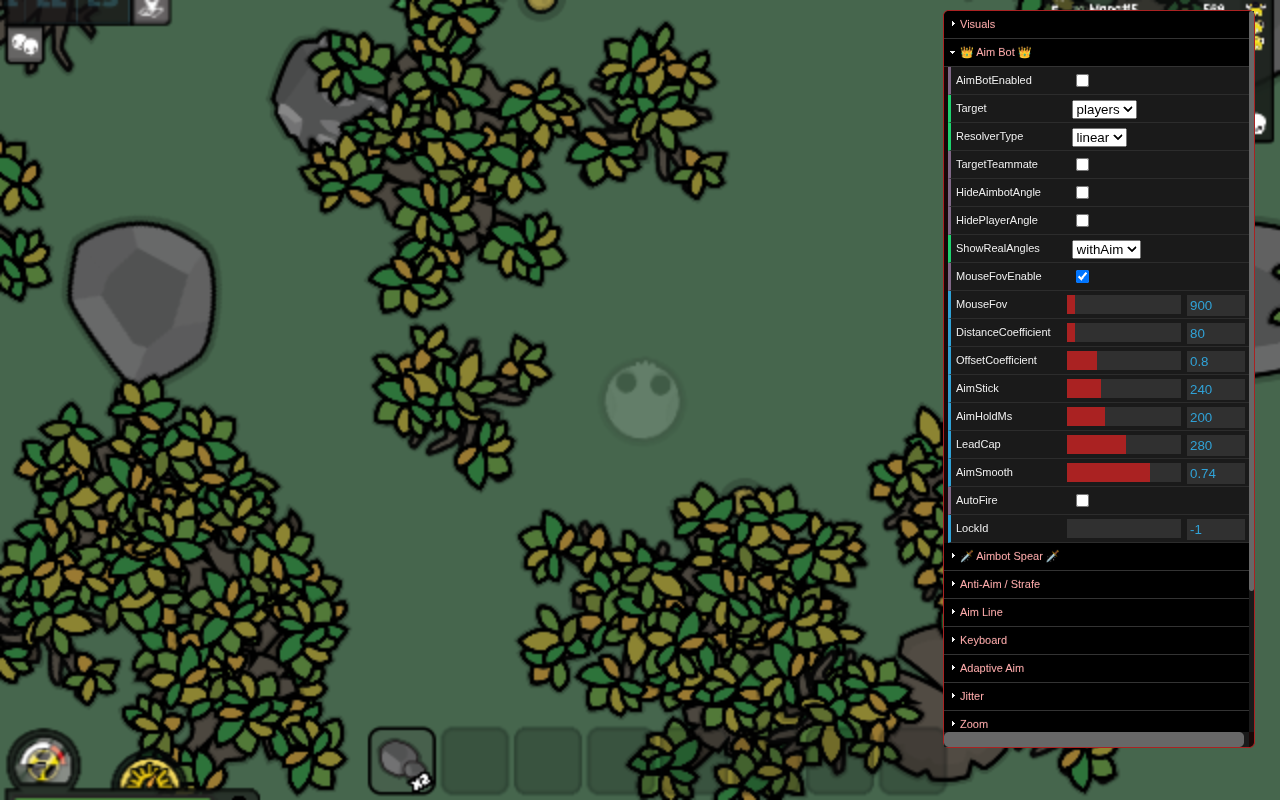 Visuals
👑 Aim Bot 👑
AimBotEnabled
Target players
ResolverType linear
TargetTeammate
HideAimbotAngle
HidePlayerAngle
ShowRealAngles withAim
MouseFovEnable
MouseFov 900
DistanceCoefficient 80
OffsetCoefficient 0.8
AimStick 240
AimHoldMs 200
LeadCap 280
AimSmooth 0.74
AutoFire
LockId -1
🗡️ Aimbot Spear 🗡️
Anti-Aim / Strafe
Aim Line
Keyboard
Adaptive Aim
Jitter
Zoom